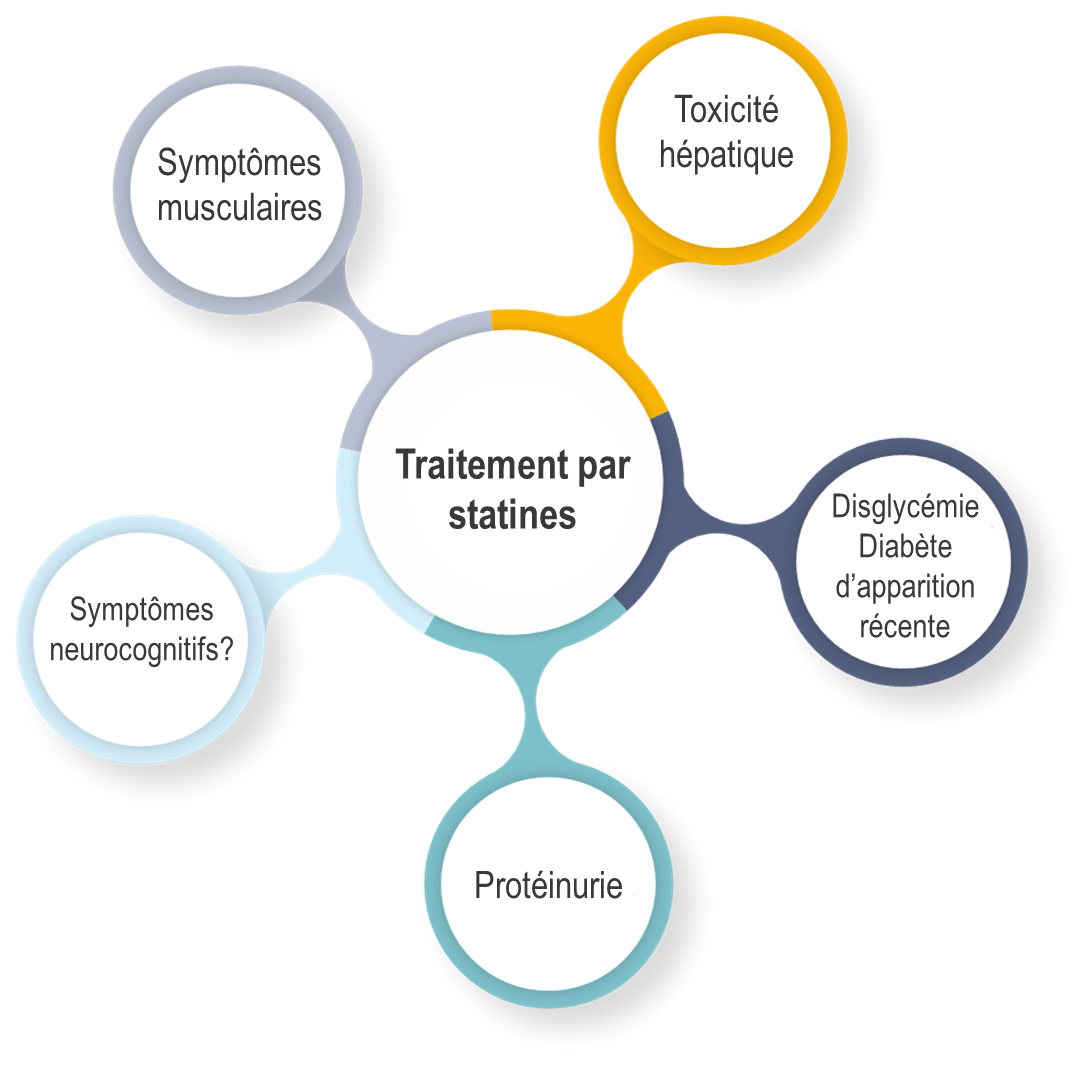 Symptômes
musculaires
Toxicité
hépatique
Traitement par
statines
Disglycémie
Diabète
d’apparition
récente
Symptômes
neurocognitifs?
Protéinurie